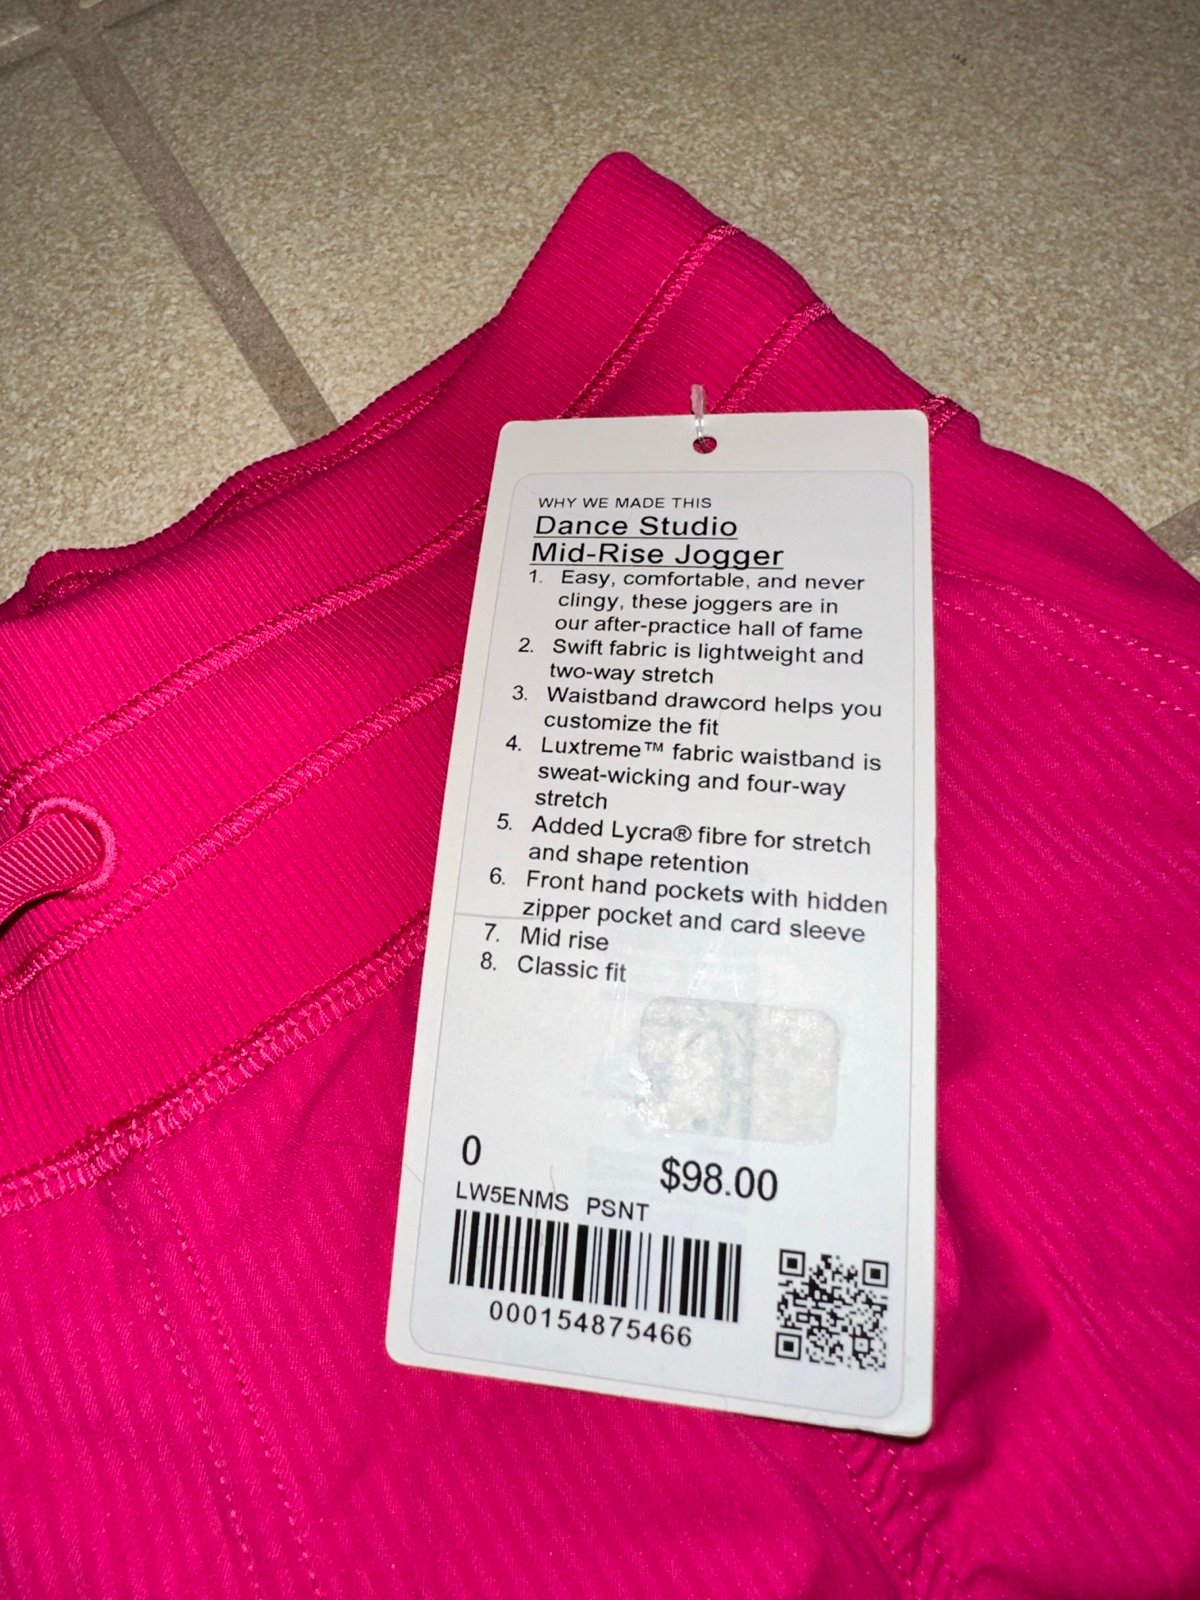 WHY WE MADE THIS
Dance Studio
Mid-Rise Jogger
1. Easy, comfortable, and never
clingy, these joggers are in
our after-practice hall of fame
2. Swift fabric is lightweight and
two-way stretch
3. Waistband drawcord helps you
customize the fit
4. Luxtreme™ fabric waistband is
sweat-wicking and four-way
stretch
5. Added Lycra® fibre for stretch
and shape retention
6. Front hand pockets with hidden
zipper pocket and card sleeve
7. Mid rise
8. Classic fit
0 $98.00
LW5ENMS PSNT
000154875466